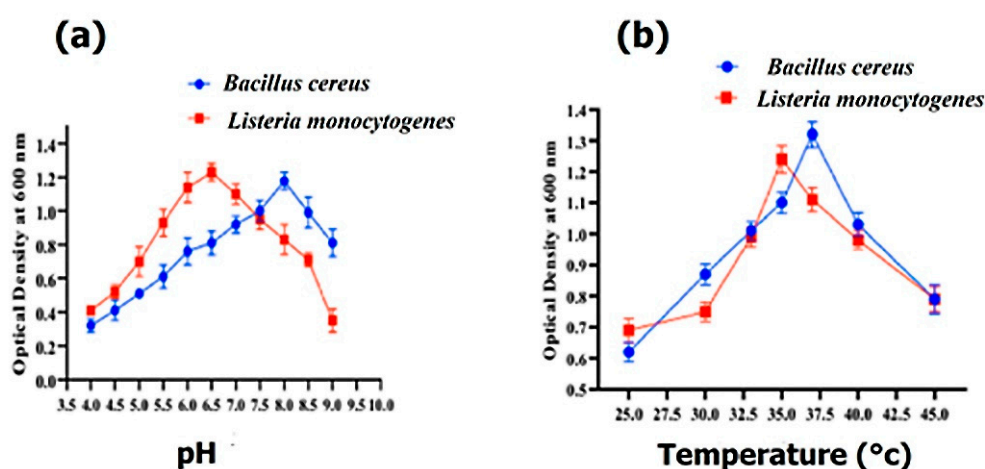 (a)
Bacillus cereus
Listeria monocytogenes
Optical Density at 600 nm
1.4
1.2
1.0
0.8
0.6
0.4
0.2
0.0
3.5 4.0 4.5 5.0 5.5 6.0 6.5 7.0 7.5 8.0 8.5 9.0 9.5 10.0
pH
(b)
Bacillus cereus
Listeria monocytogenes
Optical Density at 600 nm
1.4
1.3
1.2
1.1
1.0
0.9
0.8
0.7
0.6
0.5
25.0 27.5 30.0 32.5 35.0 37.5 40.0 42.5 45.0
Temperature (°c)